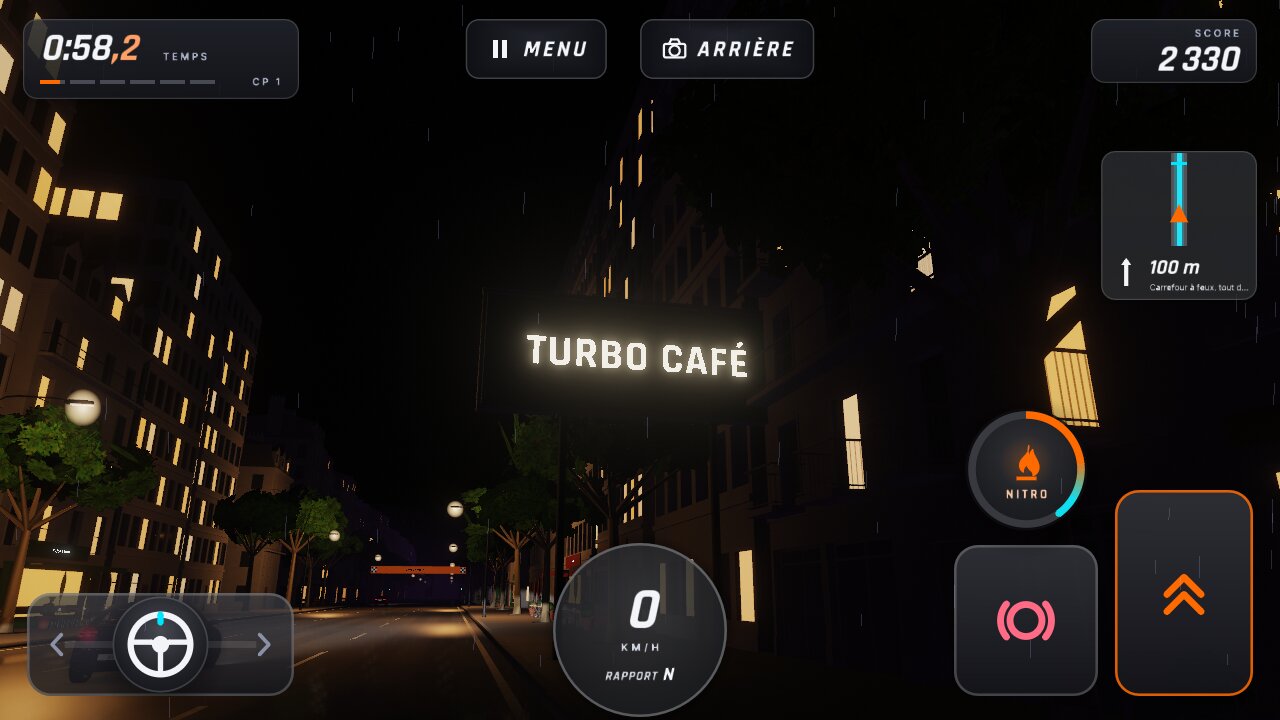 0:58,2 TEMPS
CP 1
MENU
ARRIÈRE
SCORE
2 330
100 m
Carrefour à feux, tout d...
TURBO CAFÉ
NITRO
0
KM/H
RAPPORT N